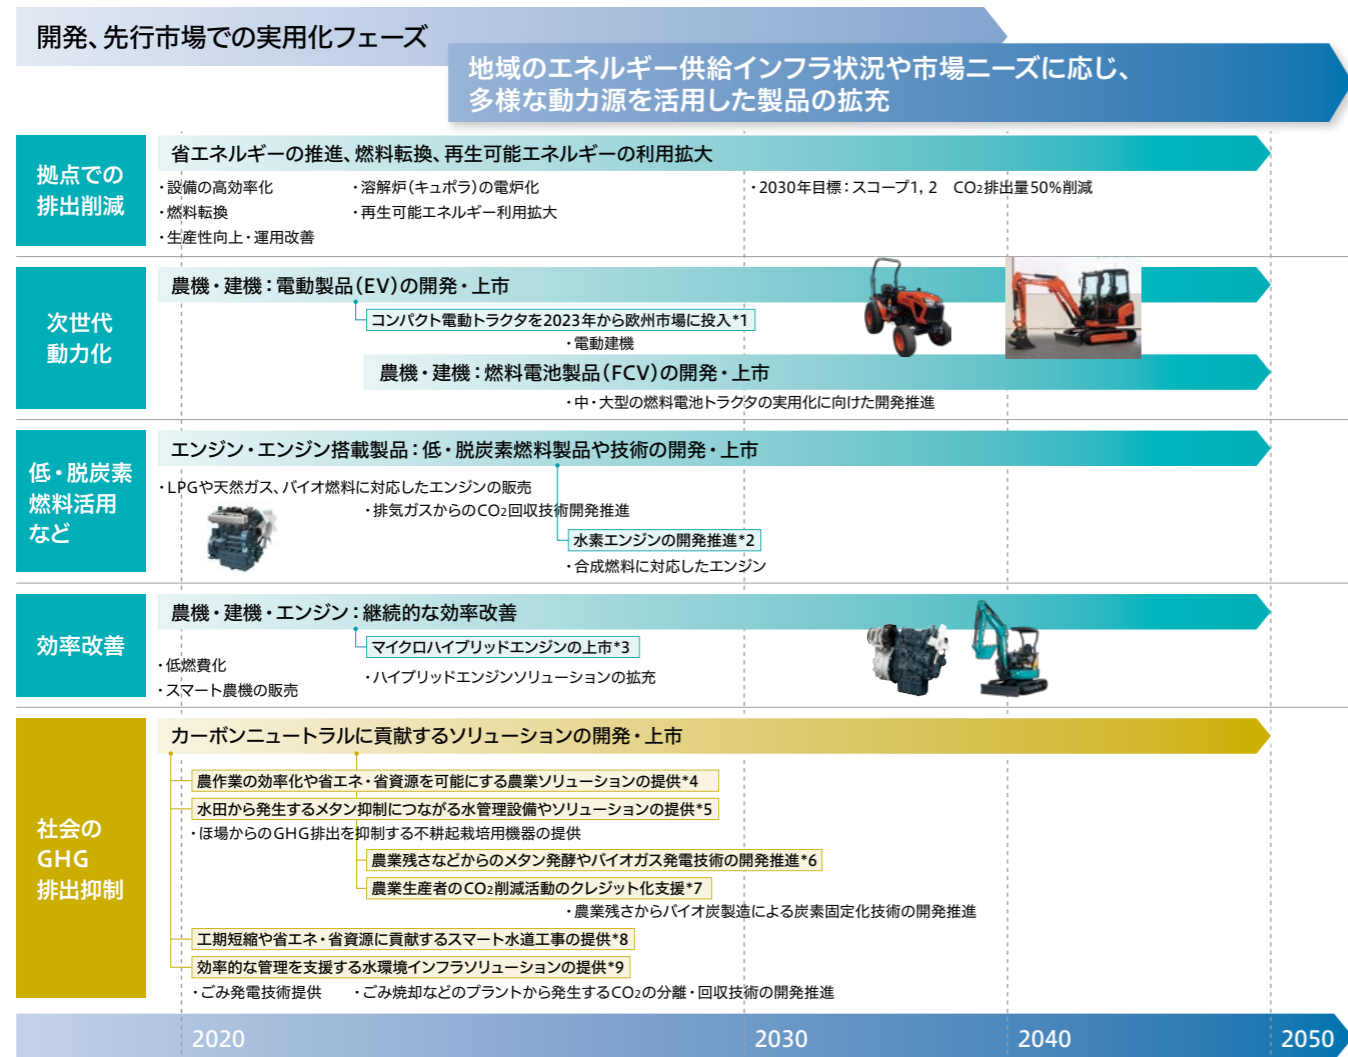 開発、先行市場での実用化フェーズ
地域のエネルギー供給インフラ状況や市場ニーズに応じ、
多様な動力源を活用した製品の拡充
拠点での
排出削減
省エネルギーの推進、燃料転換、再生可能エネルギーの利用拡大
・設備の高効率化
・燃料転換
・生産性向上・運用改善
・溶解炉(キュポラ)の電炉化
・再生可能エネルギー利用拡大
・2030年目標：スコープ1, 2　CO2排出量50%削減
次世代
動力化
農機・建機：電動製品(EV)の開発・上市
コンパクト電動トラクタを2023年から欧州市場に投入*1
・電動建機
農機・建機：燃料電池製品(FCV)の開発・上市
・中・大型の燃料電池トラクタの実用化に向けた開発推進
低・脱炭素
燃料活用
など
エンジン・エンジン搭載製品：低・脱炭素燃料製品や技術の開発・上市
・LPGや天然ガス、バイオ燃料に対応したエンジンの販売
・排気ガスからのCO2回収技術開発推進
水素エンジンの開発推進*2
・合成燃料に対応したエンジン
効率改善
農機・建機・エンジン：継続的な効率改善
マイクロハイブリッドエンジンの上市*3
・低燃費化
・スマート農機の販売
・ハイブリッドエンジンソリューションの拡充
社会の
GHG
排出抑制
カーボンニュートラルに貢献するソリューションの開発・上市
農作業の効率化や省エネ・省資源を可能にする農業ソリューションの提供*4
水田から発生するメタン抑制につながる水管理設備やソリューションの提供*5
・ほ場からのGHG排出を抑制する不耕起栽培用機器の提供
農業残さなどからのメタン発酵やバイオガス発電技術の開発推進*6
農業生産者のCO2削減活動のクレジット化支援*7
・農業残さからバイオ炭製造による炭素固定化技術の開発推進
工期短縮や省エネ・省資源に貢献するスマート水道工事の提供*8
効率的な管理を支援する水環境インフラソリューションの提供*9
・ごみ発電技術提供
・ごみ焼却などのプラントから発生するCO2の分離・回収技術の開発推進
2020
2030
2040
2050